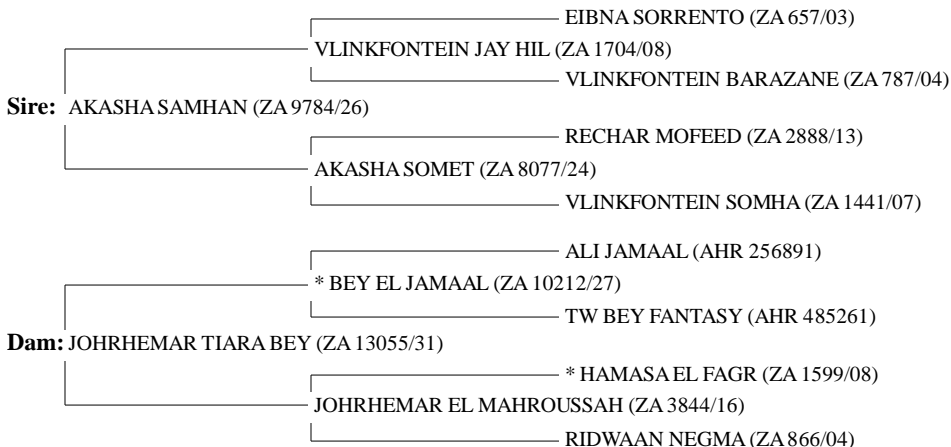 EIBNA SORRENTO (ZA 657/03)
VLINKFONTEIN JAY HIL (ZA 1704/08)
VLINKFONTEIN BARAZANE (ZA 787/04)
Sire: AKASHA SAMHAN (ZA 9784/26)
RECHAR MOFEED (ZA 2888/13)
AKASHA SOMET (ZA 8077/24)
VLINKFONTEIN SOMHA (ZA 1441/07)
ALI JAMAAL (AHR 256891)
* BEY EL JAMAAL (ZA 10212/27)
TW BEY FANTASY (AHR 485261)
Dam: JOHRHEMAR TIARA BEY (ZA 13055/31)
* HAMASA EL FAGR (ZA 1599/08)
JOHRHEMAR EL MAHROUSSAH (ZA 3844/16)
RIDWAAN NEGMA (ZA 866/04)